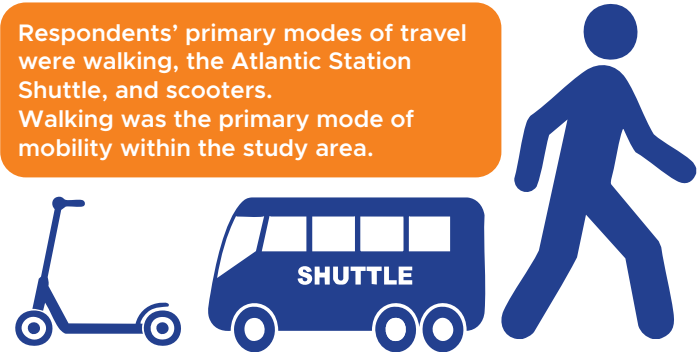 Respondents’ primary modes of travel
were walking, the Atlantic Station
Shuttle, and scooters.
Walking was the primary mode of
mobility within the study area.
SHUTTLE